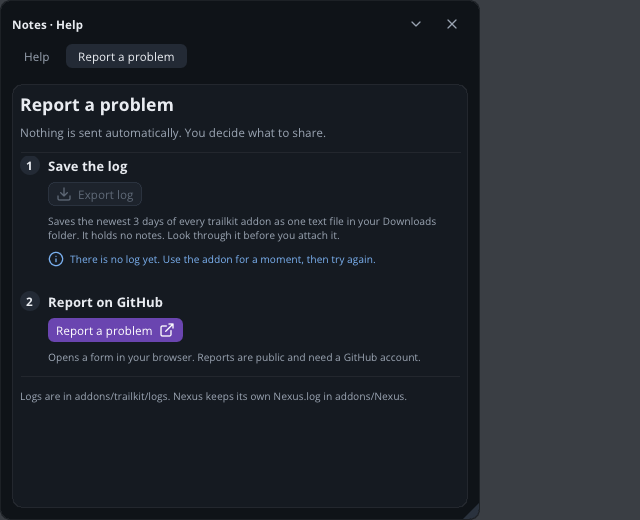 Notes · Help
Help
Report a problem
Report a problem
Nothing is sent automatically. You decide what to share.
1
Save the log
Export log
Saves the newest 3 days of every trailkit addon as one text file in your Downloads
folder. It holds no notes. Look through it before you attach it.
There is no log yet. Use the addon for a moment, then try again.
2
Report on GitHub
Report a problem
Opens a form in your browser. Reports are public and need a GitHub account.
Logs are in addons/trailkit/logs. Nexus keeps its own Nexus.log in addons/Nexus.